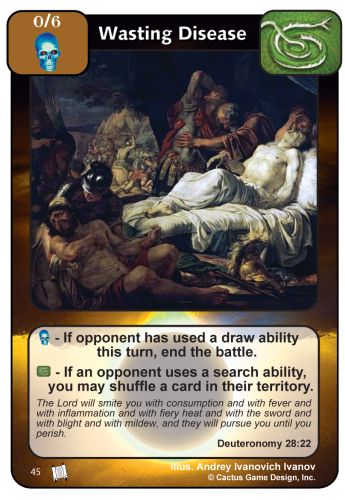 0/6
Wasting Disease
- If opponent has used a draw ability
this turn, end the battle.
- If an opponent uses a search ability,
you may shuffle a card in their territory.
The Lord will smite you with consumption and with fever and
with inflammation and with fiery heat and with the sword and
with blight and with mildew, and they will pursue you until you
perish.
Deuteronomy 28:22
Illus. Andrey Ivanovich Ivanov
45
© Cactus Game Design, Inc.